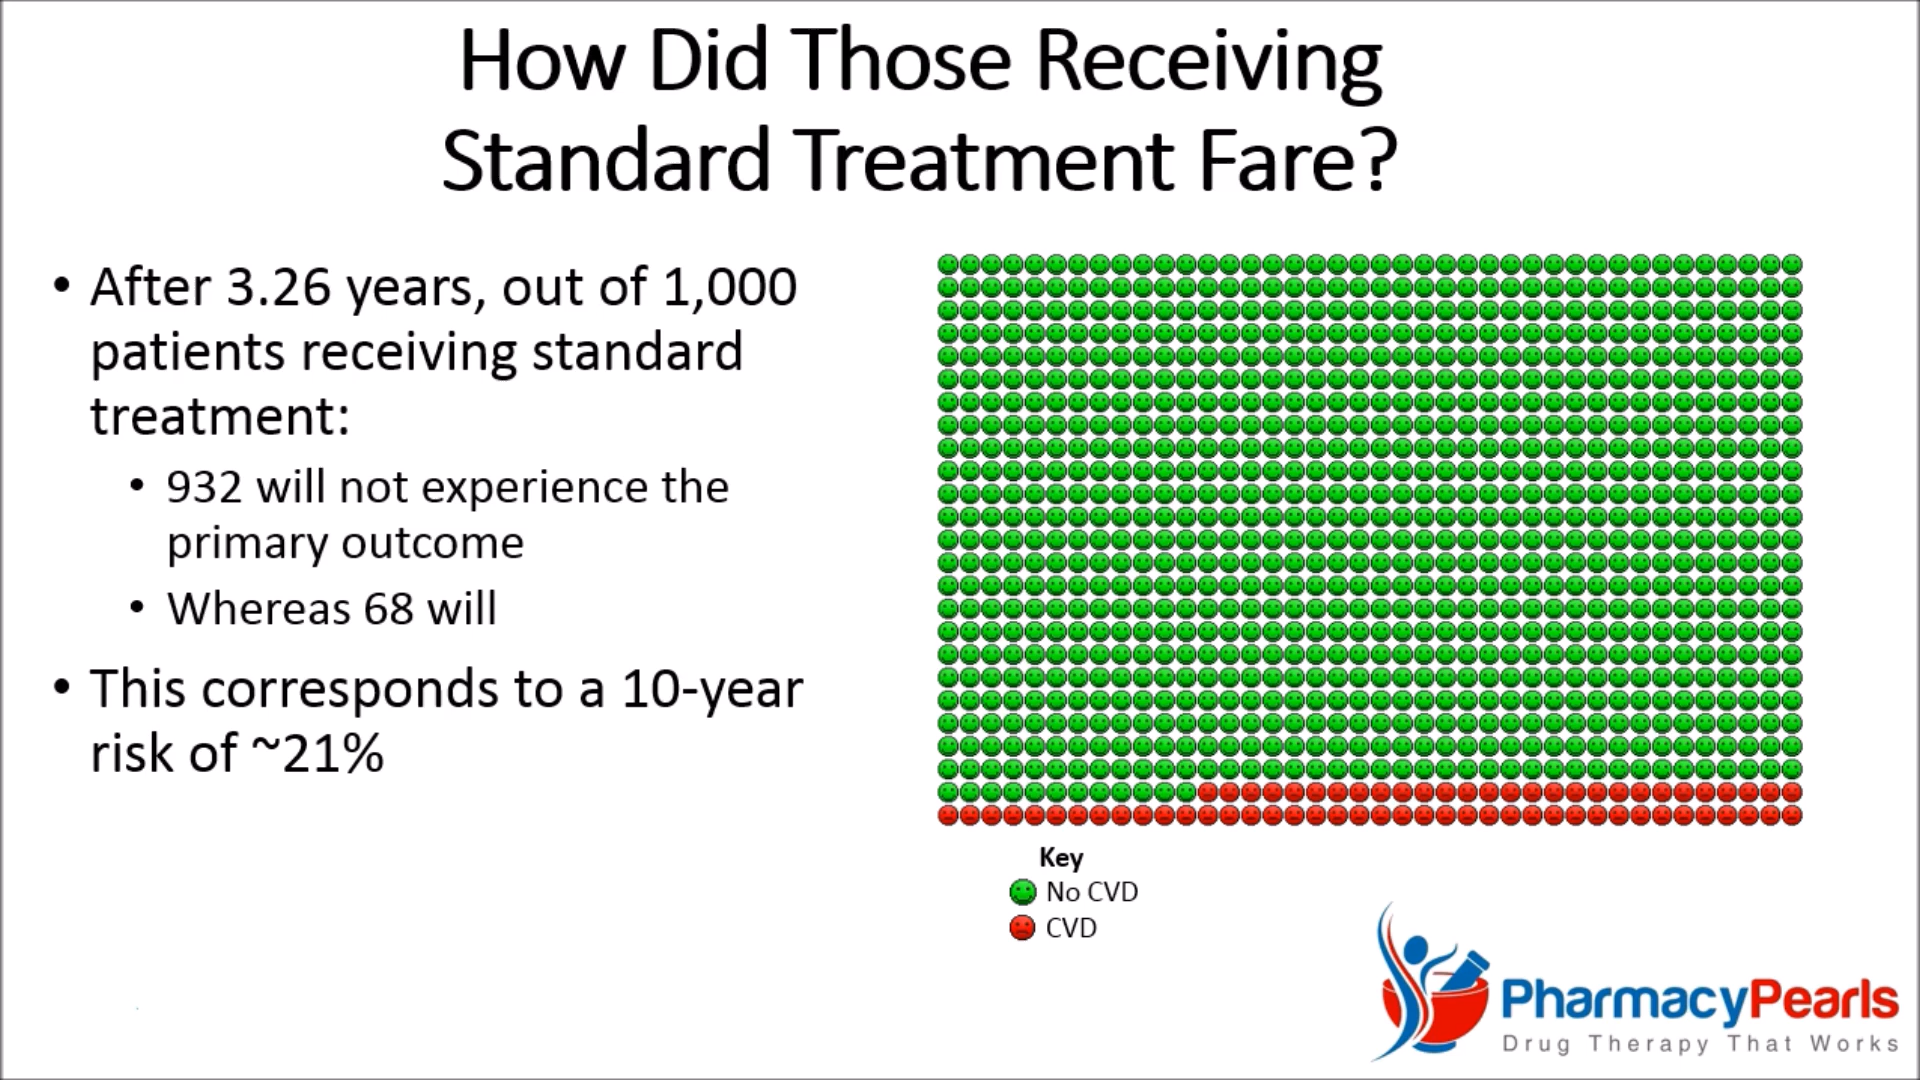 How Did Those Receiving
Standard Treatment Fare?
• After 3.26 years, out of 1,000
patients receiving standard
treatment:
• 932 will not experience the
primary outcome
• Whereas 68 will
• This corresponds to a 10-year
risk of ~21%
Key
No CVD
CVD
PharmacyPearls
Drug Therapy That Works